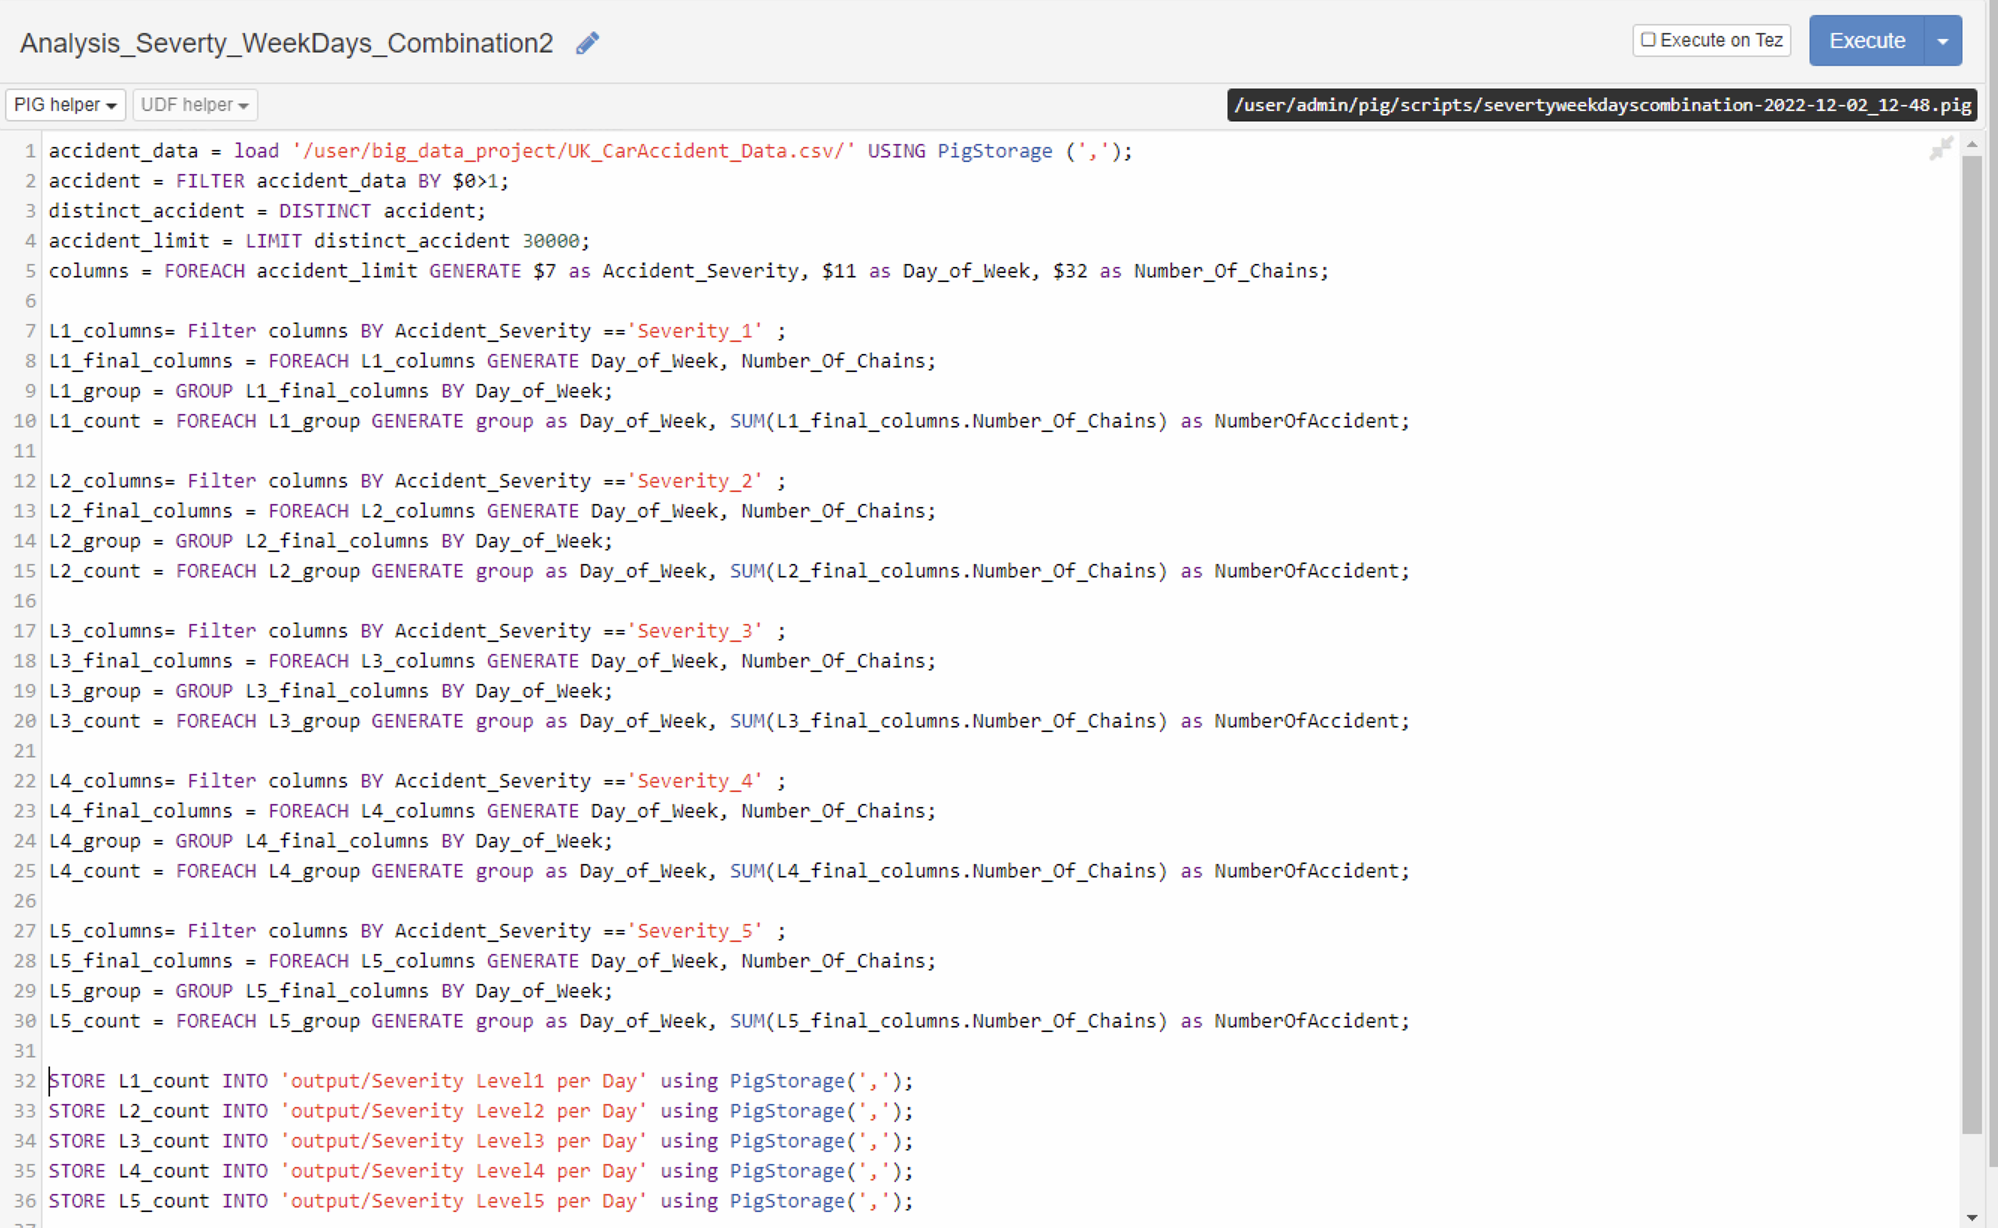 Analysis_Severty_WeekDays_Combination2
Execute on Tez
Execute
PIG helper
UDF helper
/user/admin/pig/scripts/severtyweekdayscombination-2022-12-02_12-48.pig
1 accident_data = load '/user/big_data_project/UK_CarAccident_Data.csv/' USING PigStorage (',');
2 accident = FILTER accident_data BY $0>1;
3 distinct_accident = DISTINCT accident;
4 accident_limit = LIMIT distinct_accident 30000;
5 columns = FOREACH accident_limit GENERATE $7 as Accident_Severity, $11 as Day_of_Week, $32 as Number_Of_Chains;
6
7 L1_columns= Filter columns BY Accident_Severity =='Severity_1' ;
8 L1_final_columns = FOREACH L1_columns GENERATE Day_of_Week, Number_Of_Chains;
9 L1_group = GROUP L1_final_columns BY Day_of_Week;
10 L1_count = FOREACH L1_group GENERATE group as Day_of_Week, SUM(L1_final_columns.Number_Of_Chains) as NumberOfAccident;
11
12 L2_columns= Filter columns BY Accident_Severity =='Severity_2' ;
13 L2_final_columns = FOREACH L2_columns GENERATE Day_of_Week, Number_Of_Chains;
14 L2_group = GROUP L2_final_columns BY Day_of_Week;
15 L2_count = FOREACH L2_group GENERATE group as Day_of_Week, SUM(L2_final_columns.Number_Of_Chains) as NumberOfAccident;
16
17 L3_columns= Filter columns BY Accident_Severity =='Severity_3' ;
18 L3_final_columns = FOREACH L3_columns GENERATE Day_of_Week, Number_Of_Chains;
19 L3_group = GROUP L3_final_columns BY Day_of_Week;
20 L3_count = FOREACH L3_group GENERATE group as Day_of_Week, SUM(L3_final_columns.Number_Of_Chains) as NumberOfAccident;
21
22 L4_columns= Filter columns BY Accident_Severity =='Severity_4' ;
23 L4_final_columns = FOREACH L4_columns GENERATE Day_of_Week, Number_Of_Chains;
24 L4_group = GROUP L4_final_columns BY Day_of_Week;
25 L4_count = FOREACH L4_group GENERATE group as Day_of_Week, SUM(L4_final_columns.Number_Of_Chains) as NumberOfAccident;
26
27 L5_columns= Filter columns BY Accident_Severity =='Severity_5' ;
28 L5_final_columns = FOREACH L5_columns GENERATE Day_of_Week, Number_Of_Chains;
29 L5_group = GROUP L5_final_columns BY Day_of_Week;
30 L5_count = FOREACH L5_group GENERATE group as Day_of_Week, SUM(L5_final_columns.Number_Of_Chains) as NumberOfAccident;
31
32 STORE L1_count INTO 'output/Severity Level1 per Day' using PigStorage(',');
33 STORE L2_count INTO 'output/Severity Level2 per Day' using PigStorage(',');
34 STORE L3_count INTO 'output/Severity Level3 per Day' using PigStorage(',');
35 STORE L4_count INTO 'output/Severity Level4 per Day' using PigStorage(',');
36 STORE L5_count INTO 'output/Severity Level5 per Day' using PigStorage(',');